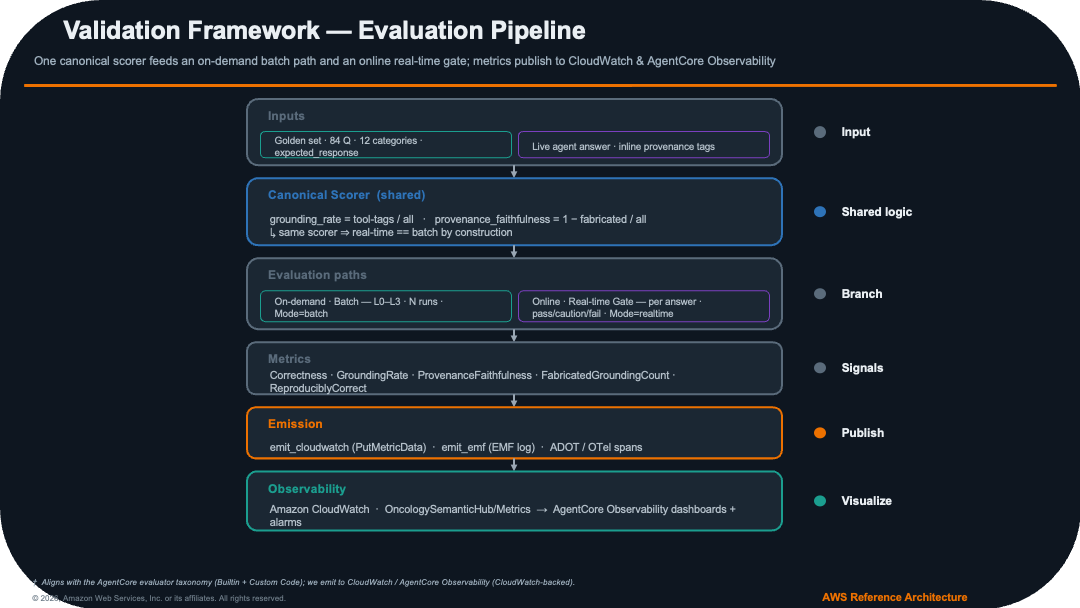 Validation Framework — Evaluation Pipeline
One canonical scorer feeds an on-demand batch path and an online real-time gate; metrics publish to CloudWatch & AgentCore Observability
Inputs
Golden set · 84 Q · 12 categories ·
expected_response
Live agent answer · inline provenance tags
Input
Canonical Scorer (shared)
grounding_rate = tool-tags / all · provenance_faithfulness = 1 − fabricated / all
↳ same scorer ⇒ real-time == batch by construction
Shared logic
Evaluation paths
On-demand · Batch — L0–L3 · N runs ·
Mode=batch
Online · Real-time Gate — per answer ·
pass/caution/fail · Mode=realtime
Branch
Metrics
Correctness · GroundingRate · ProvenanceFaithfulness · FabricatedGroundingCount ·
ReproduciblyCorrect
Signals
Emission
emit_cloudwatch (PutMetricData) · emit_emf (EMF log) · ADOT / OTel spans
Publish
Observability
Amazon CloudWatch · OncologySemanticHub/Metrics → AgentCore Observability dashboards +
alarms
Visualize
Aligns with the AgentCore evaluator taxonomy (Builtin + Custom Code); we emit to CloudWatch / AgentCore Observability (CloudWatch-backed).
© Amazon Web Services, Inc. or its affiliates. All rights reserved.
AWS Reference Architecture